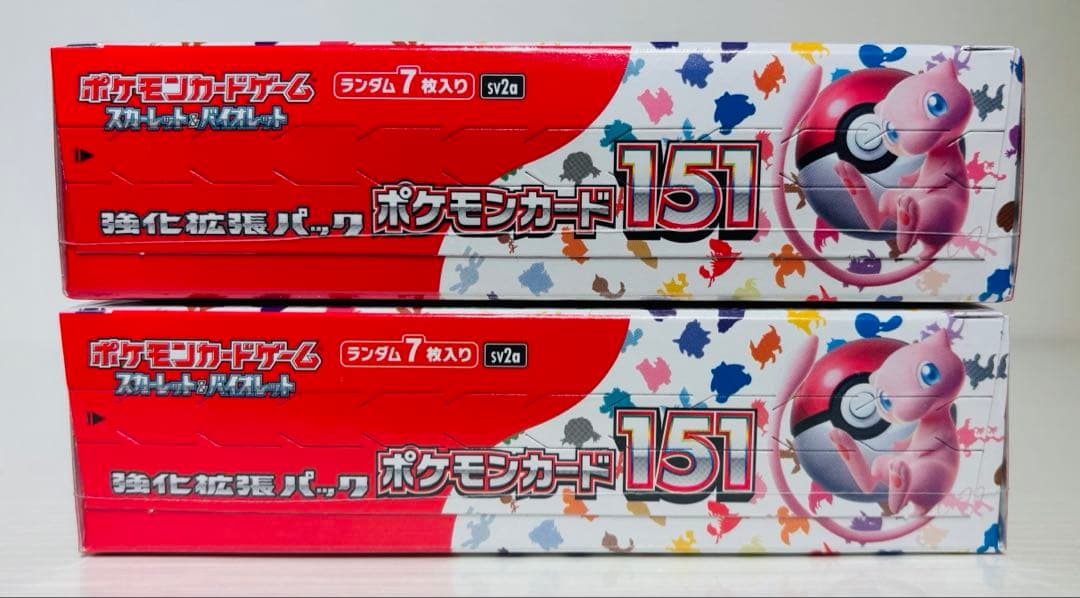 ポケモンカードゲーム
スカーレット&バイオレット
ランダム7枚入り
sv2a
強化拡張パック
ポケモンカード151
ポケモンカードゲーム
スカーレット&バイオレット
ランダム7枚入り
sv2a
強化拡張パック
ポケモンカード151